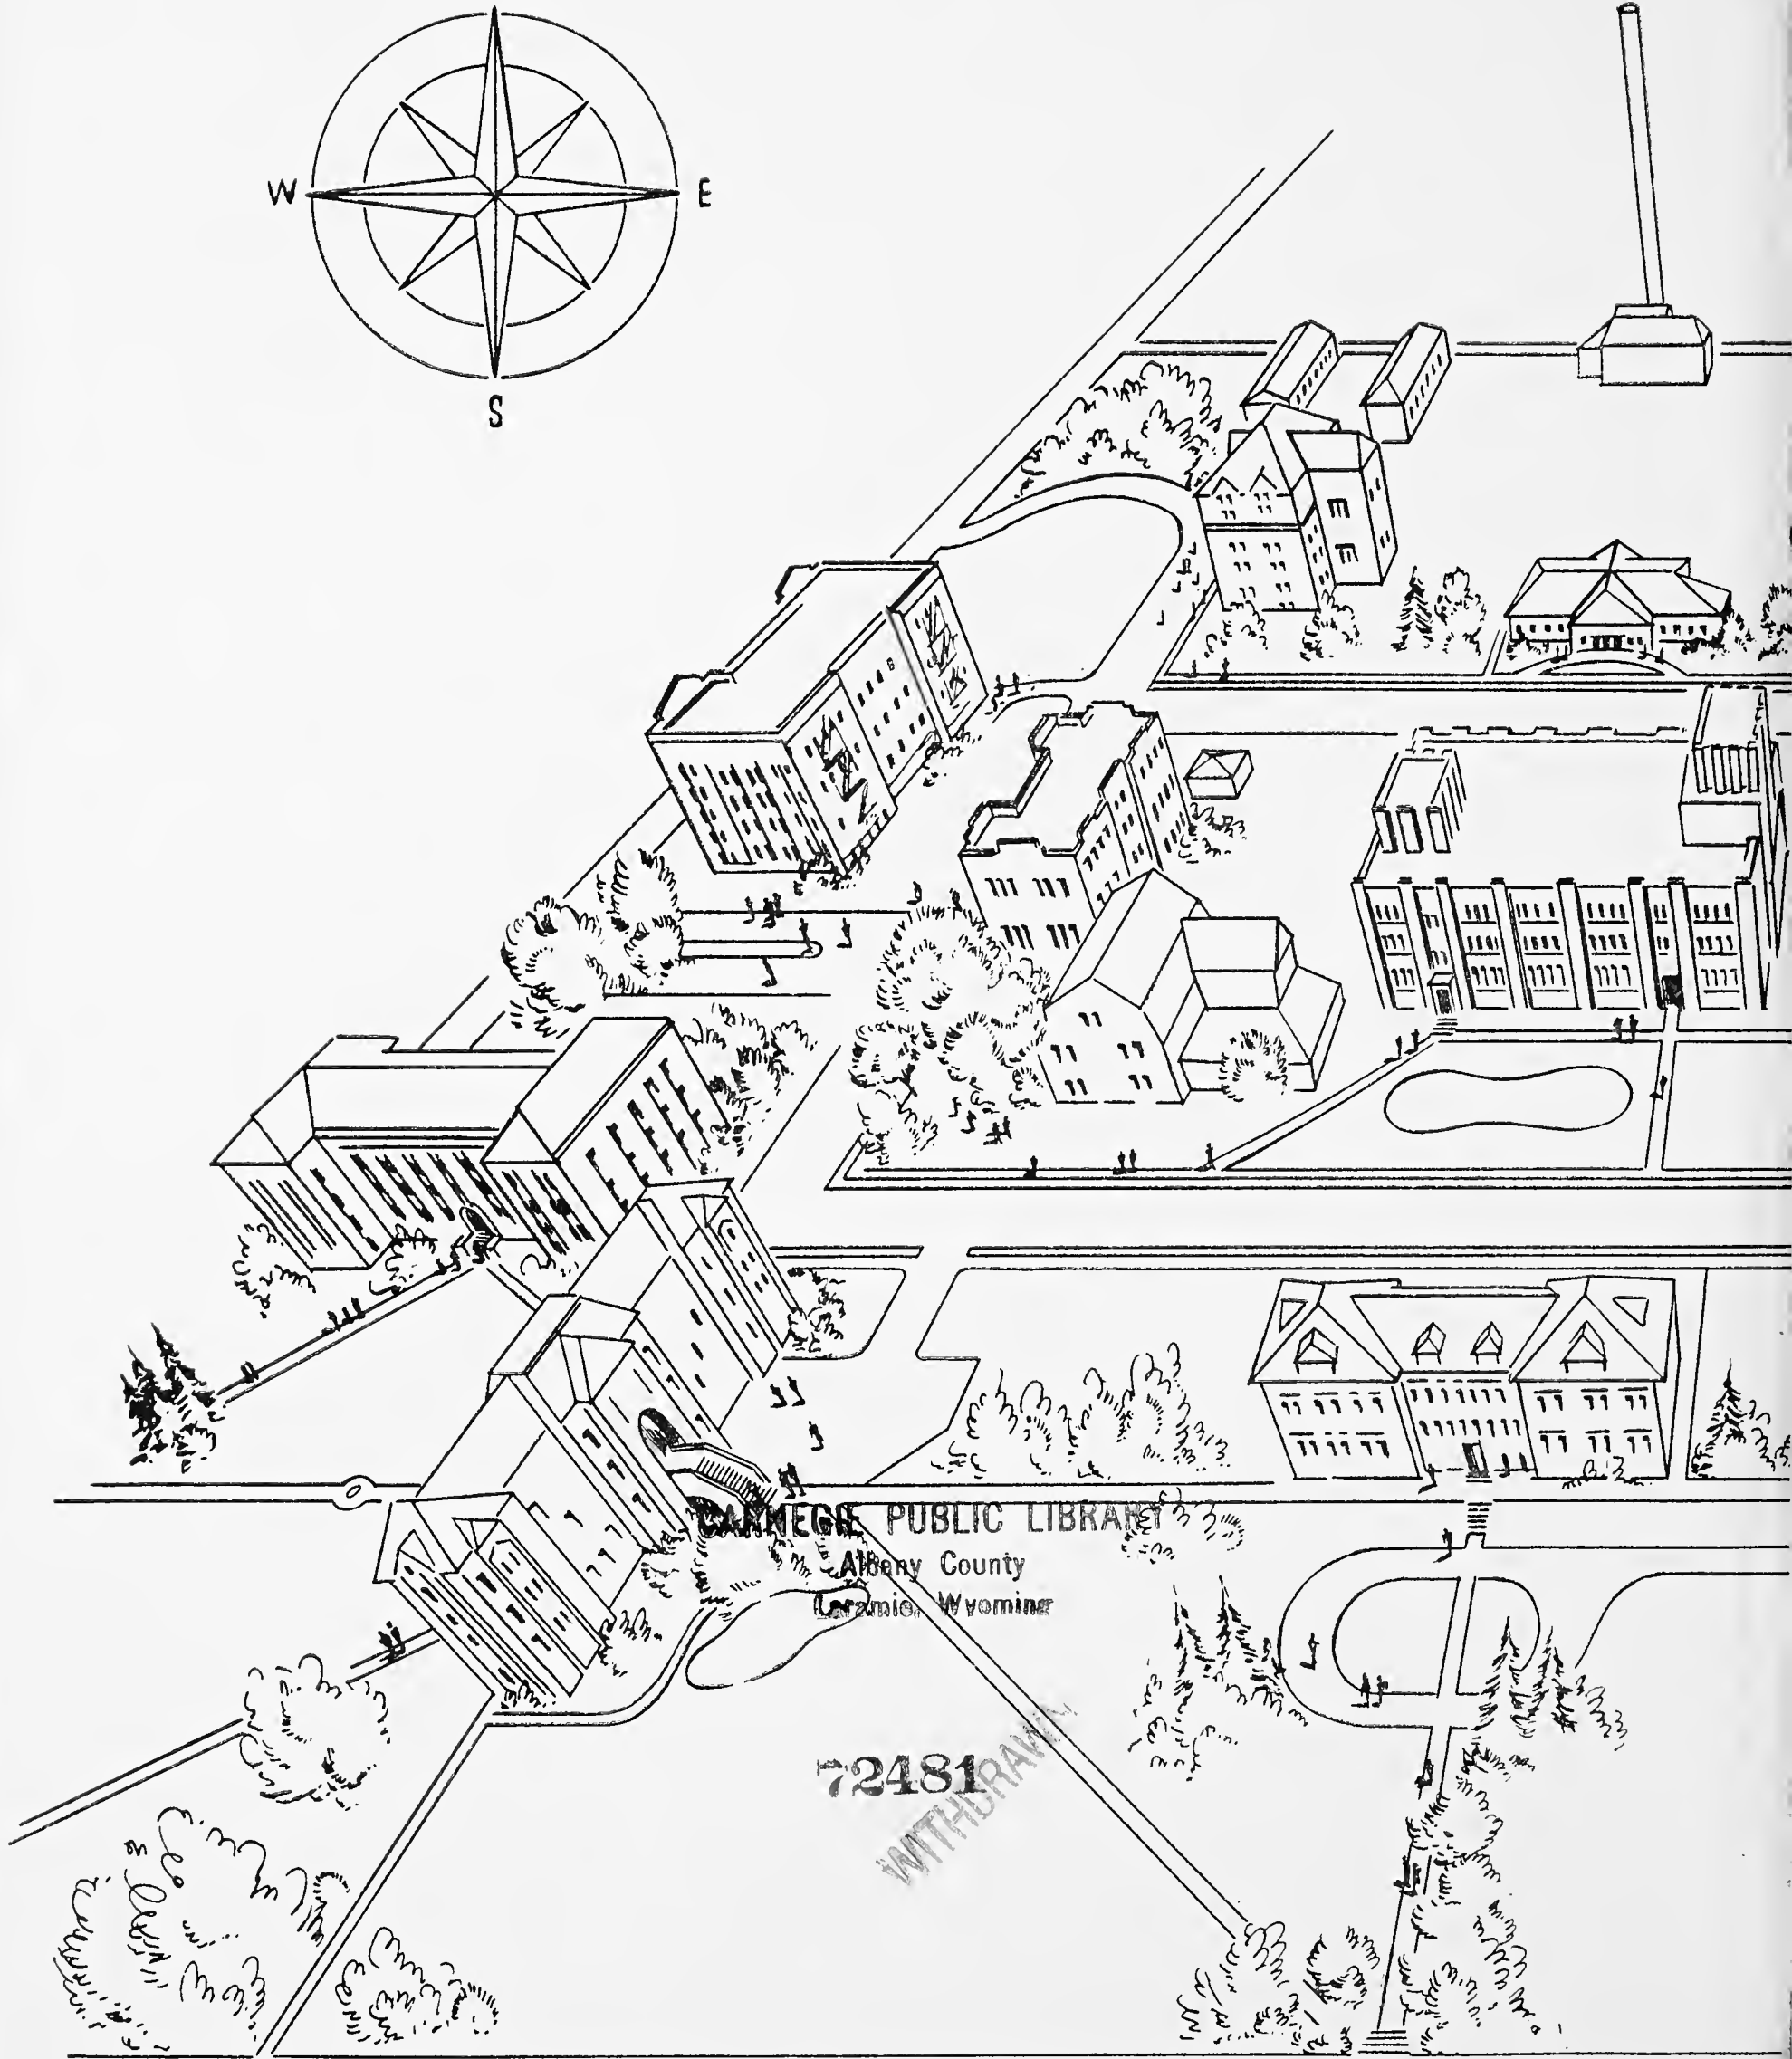 W
E
S
CARNEGIE PUBLIC LIBRARY
Albany County
Laramie, Wyoming
72481
WITHDRAWN